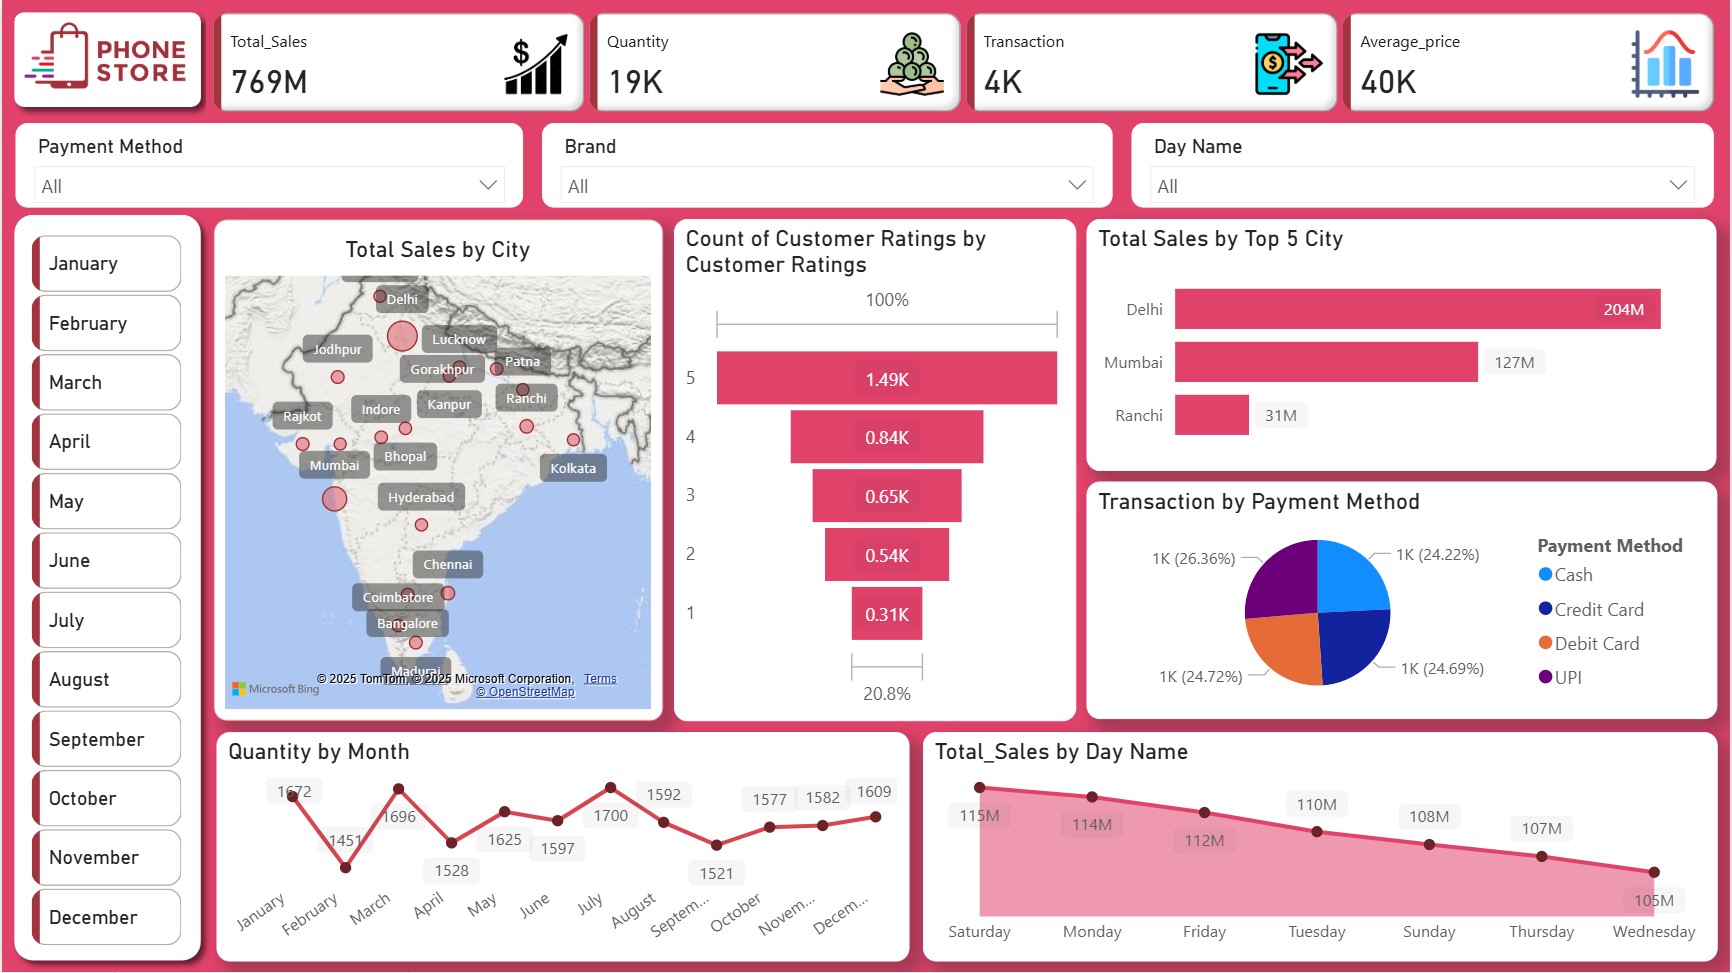 PHONE
STORE
Total_Sales
769M
Quantity
19K
Transaction
4K
Average_price
40K
Payment Method
All
Brand
All
Day Name
All
January
February
March
April
May
June
July
August
September
October
November
December
Total Sales by City
Delhi
Lucknow
Jodhpur
Patna
Gorakhpur
Ranchi
Kanpur
Indore
Rajkot
Bhopal
Mumbai
Kolkata
Hyderabad
Chennai
Coimbatore
Bangalore
Madurai
© 2025 TomTom, © 2025 Microsoft Corporation, Terms
© OpenStreetMap
Microsoft Bing
Count of Customer Ratings by
Customer Ratings
100%
5 1.49K
4 0.84K
3 0.65K
2 0.54K
1 0.31K
20.8%
Total Sales by Top 5 City
Delhi 204M
Mumbai 127M
Ranchi 31M
Transaction by Payment Method
1K (26.36%)
1K (24.22%)
1K (24.72%)
1K (24.69%)
Payment Method
Cash
Credit Card
Debit Card
UPI
Quantity by Month
1672
1451
1696
1528
1625
1597
1700
1592
1521
1577
1582
1609
January
February
March
April
May
June
July
August
Septem...
October
Novem...
Decem...
Total_Sales by Day Name
115M
114M
112M
110M
108M
107M
105M
Saturday
Monday
Friday
Tuesday
Sunday
Thursday
Wednesday